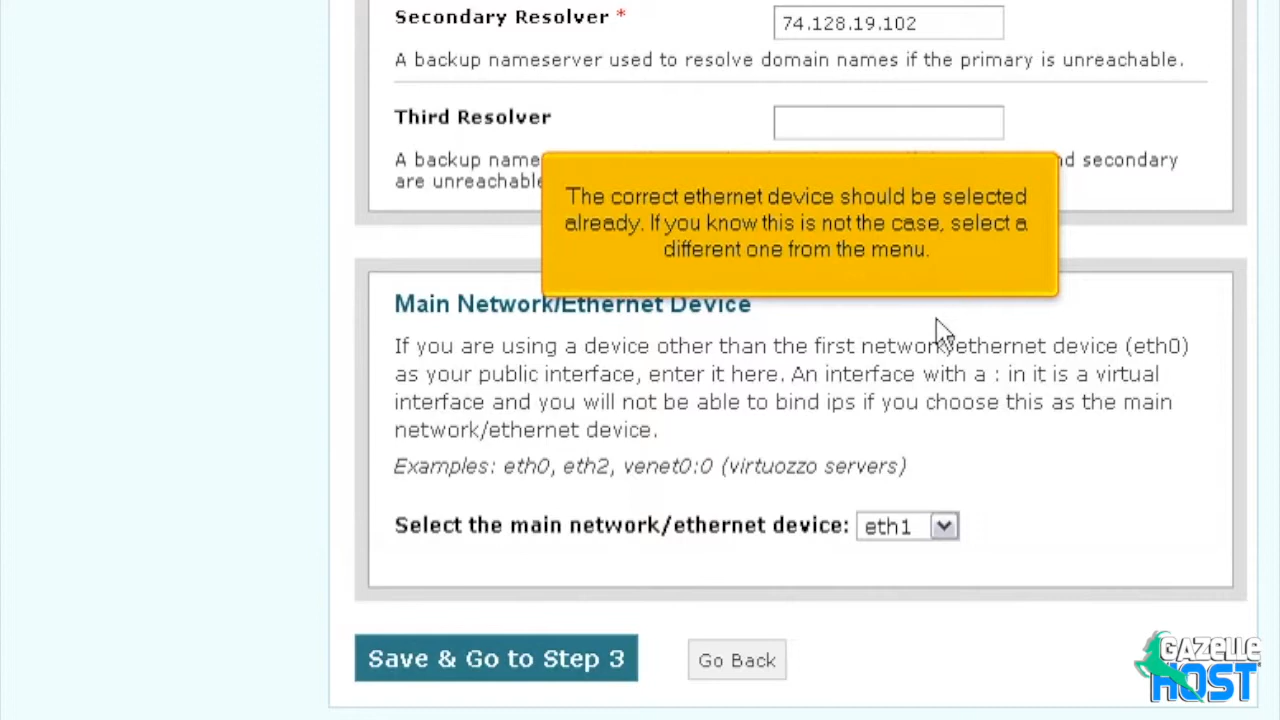 Secondary Resolver *
74.128.19.102
A backup nameserver used to resolve domain names if the primary is unreachable.
Third Resolver
A backup name nd secondary
are unreachable
The correct ethernet device should be selected
already. If you know this is not the case, select a
different one from the menu.
Main Network/Ethernet Device
If you are using a device other than the first network/ethernet device (eth0)
as your public interface, enter it here. An interface with a : in it is a virtual
interface and you will not be able to bind ips if you choose this as the main
network/ethernet device.
Examples: eth0, eth2, venet0:0 (virtuozzo servers)
Select the main network/ethernet device: eth1
Save & Go to Step 3
Go Back
GAZELLE
HOST